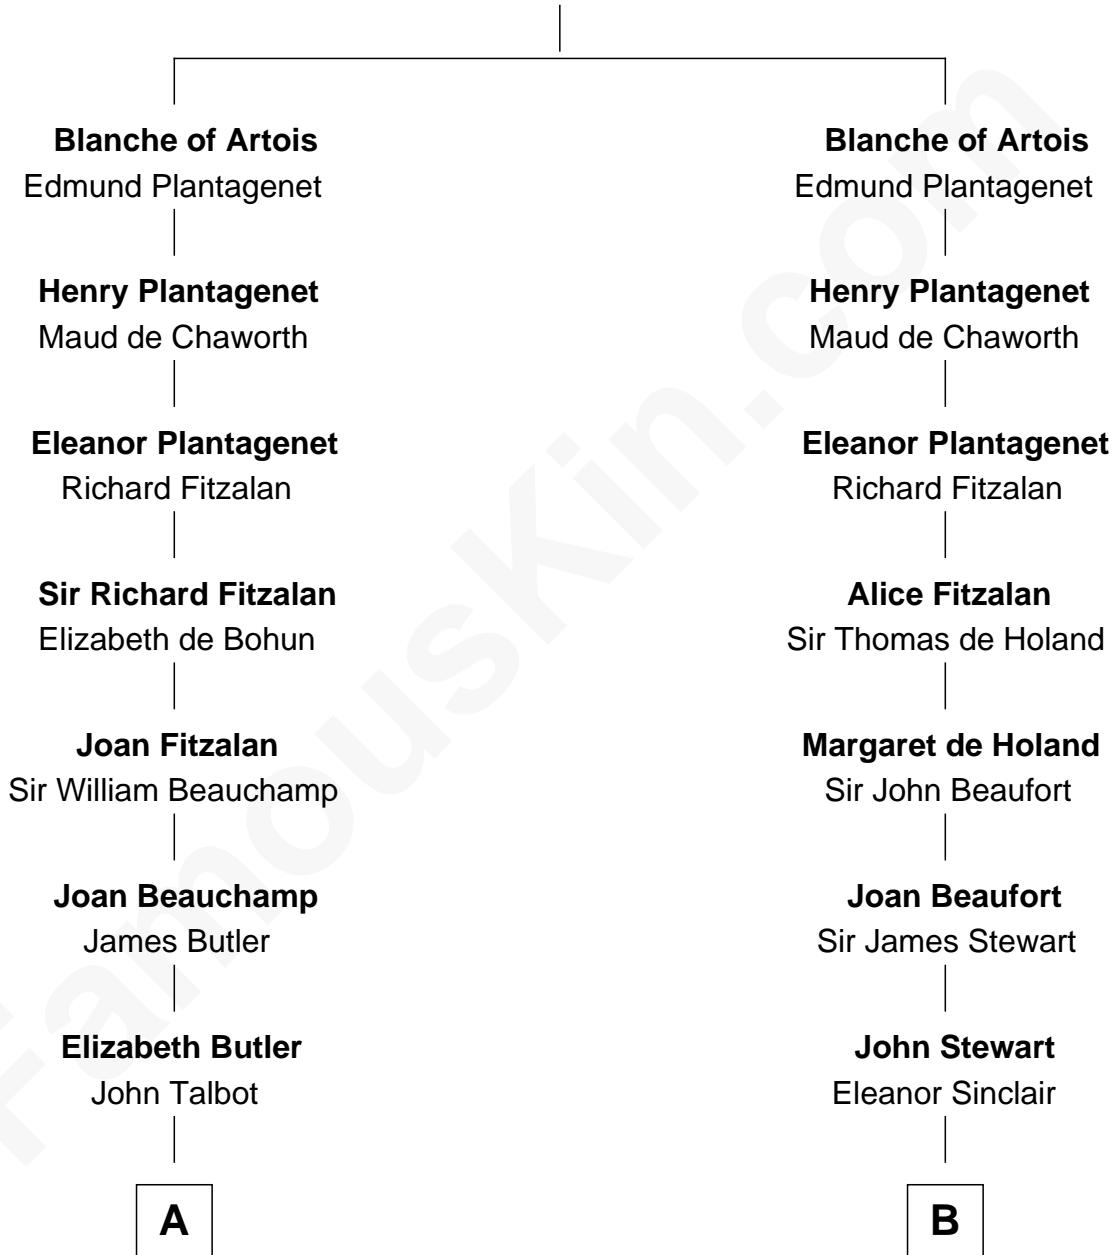 Blanche of Artois
Edmund Plantagenet
Henry Plantagenet
Maud de Chaworth
Eleanor Plantagenet
Richard Fitzalan
Sir Richard Fitzalan
Elizabeth de Bohun
Joan Fitzalan
Sir William Beauchamp
Joan Beauchamp
James Butler
Elizabeth Butler
John Talbot
A
Blanche of Artois
Edmund Plantagenet
Henry Plantagenet
Maud de Chaworth
Eleanor Plantagenet
Richard Fitzalan
Alice Fitzalan
Sir Thomas de Holand
Margaret de Holand
Sir John Beaufort
Joan Beaufort
Sir James Stewart
John Stewart
Eleanor Sinclair
B
FamousKin.com